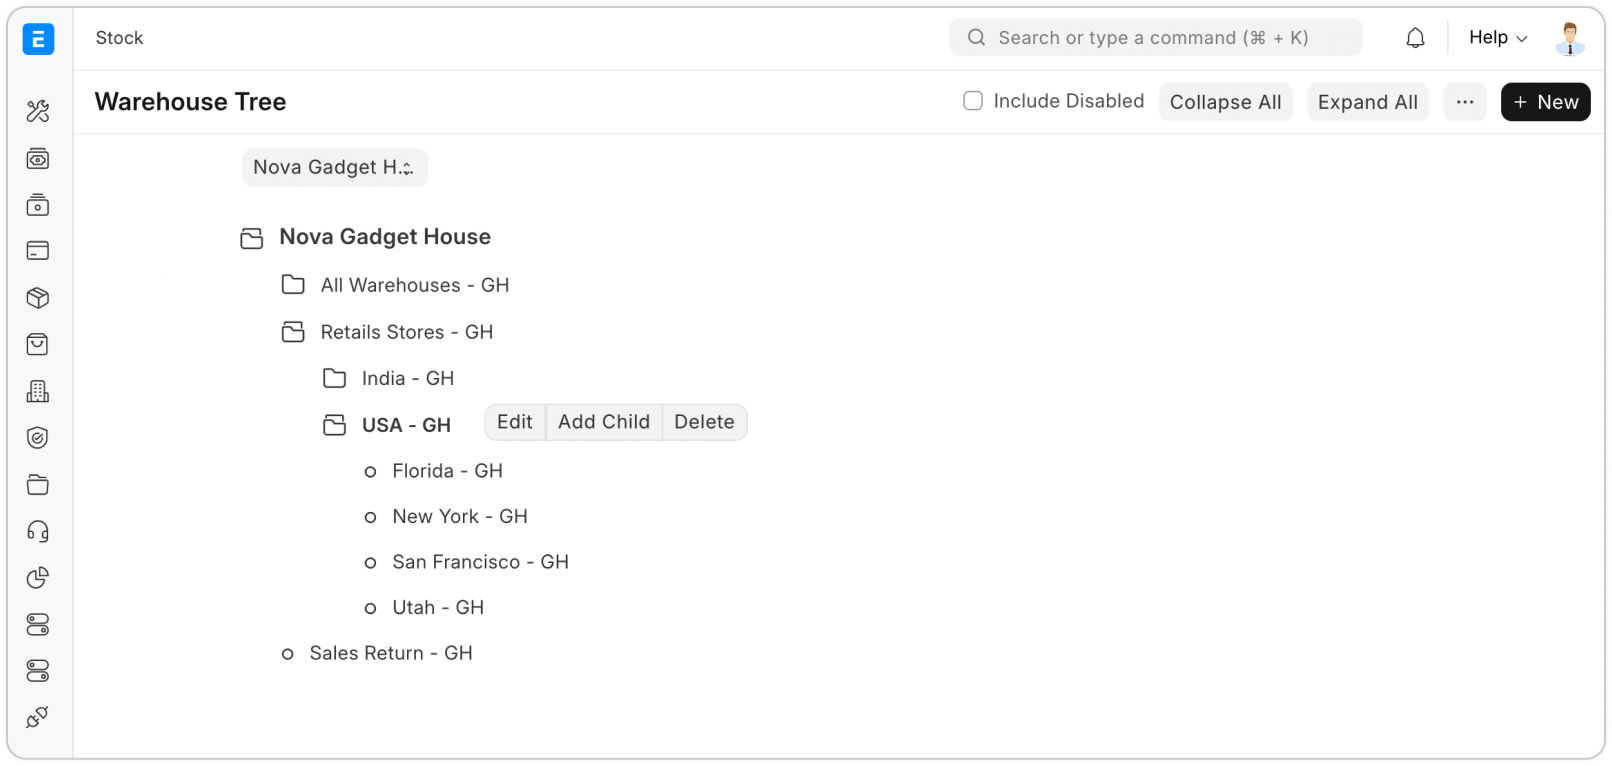 E
Stock
Search or type a command (⌘ + K)
Help
Warehouse Tree
Include Disabled
Collapse All
Expand All
···
+ New
Nova Gadget H...
Nova Gadget House
All Warehouses - GH
Retails Stores - GH
India - GH
USA - GH
Edit
Add Child
Delete
Florida - GH
New York - GH
San Francisco - GH
Utah - GH
Sales Return - GH